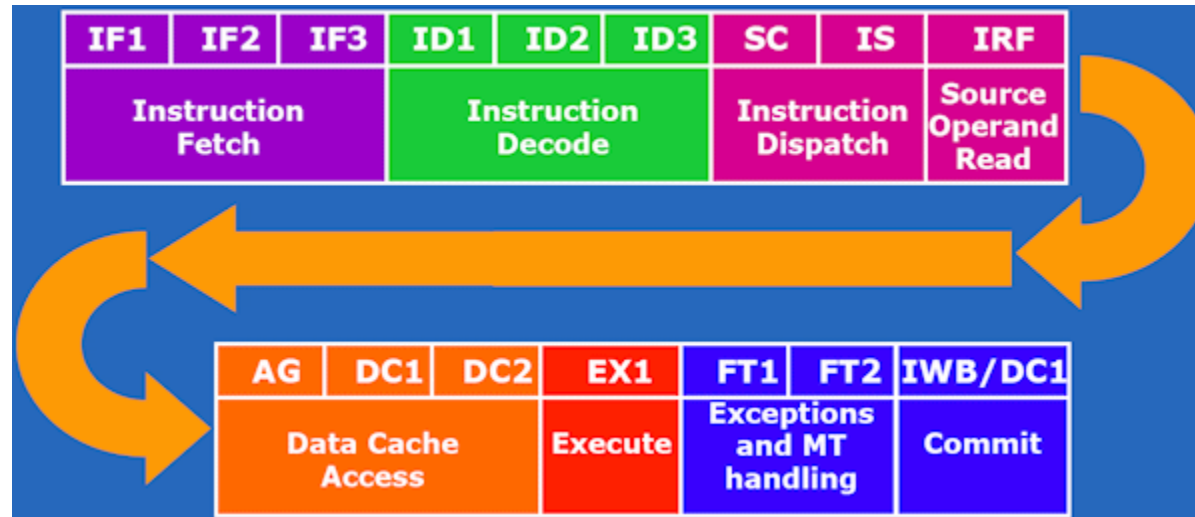 IF1 IF2 IF3 ID1 ID2 ID3 SC IS IRF
Instruction
Fetch
Instruction
Decode
Instruction
Dispatch
Source
Operand
Read
AG DC1 DC2 EX1 FT1 FT2 IWB/DC1
Data Cache
Access
Execute
Exceptions
and MT
handling
Commit